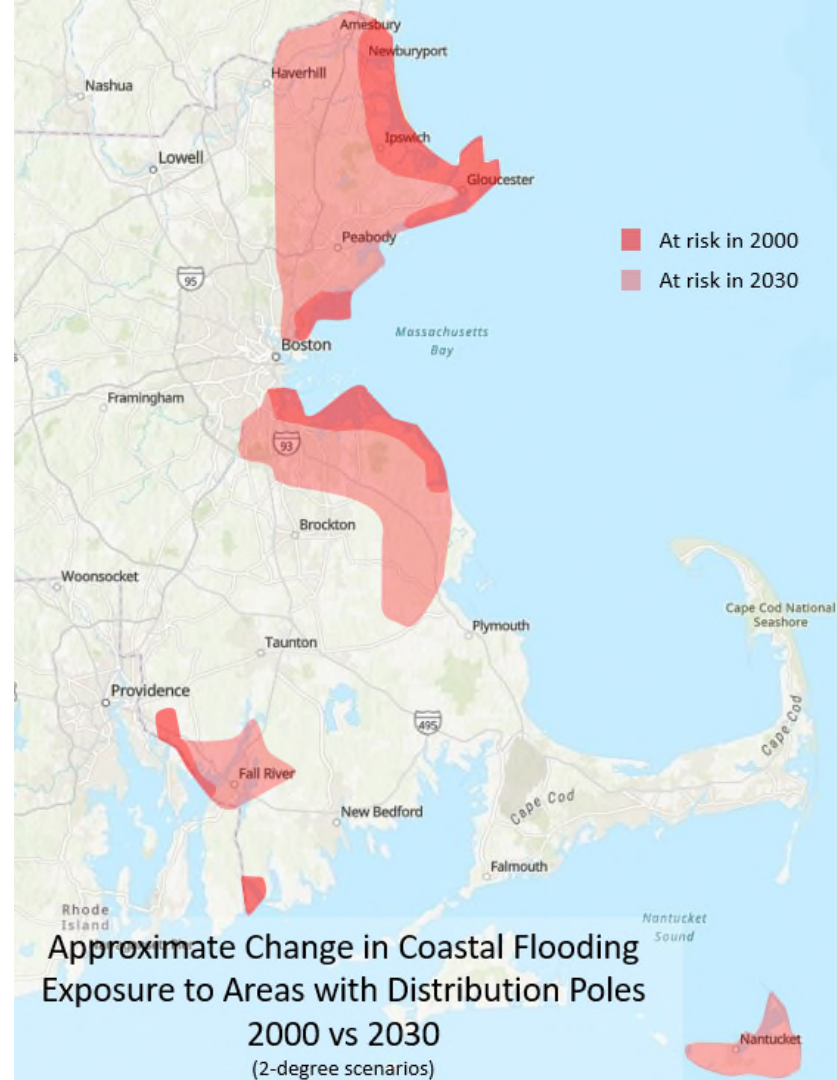 Amesbury
Newburyport
Haverhill
Nashua
Ipswich
Lowell
Gloucester
Peabody
At risk in 2000
At risk in 2030
95
Massachusetts
Bay
Boston
Framingham
93
Brockton
Woonsocket
Cape Cod National
Seashore
Plymouth
Taunton
Providence
495
Cape Cod
Fall River
Cape Cod
New Bedford
Falmouth
Rhode
Island
Nantucket
Sound
Approximate Change in Coastal Flooding
Exposure to Areas with Distribution Poles
2000 vs 2030
(2-degree scenarios)
Nantucket